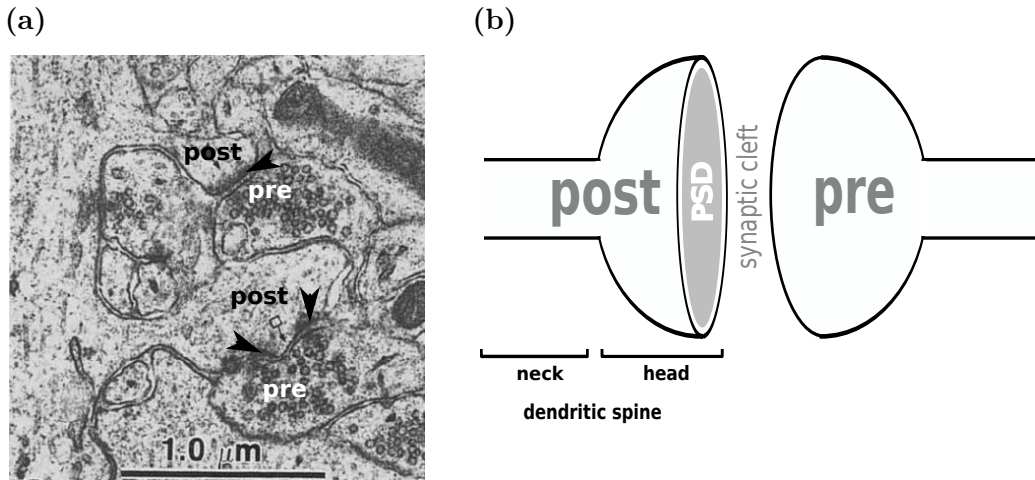 (a)
post
pre
post
pre
1.0 μm
(b)
post
PSD
synaptic cleft
pre
neck
head
dendritic spine